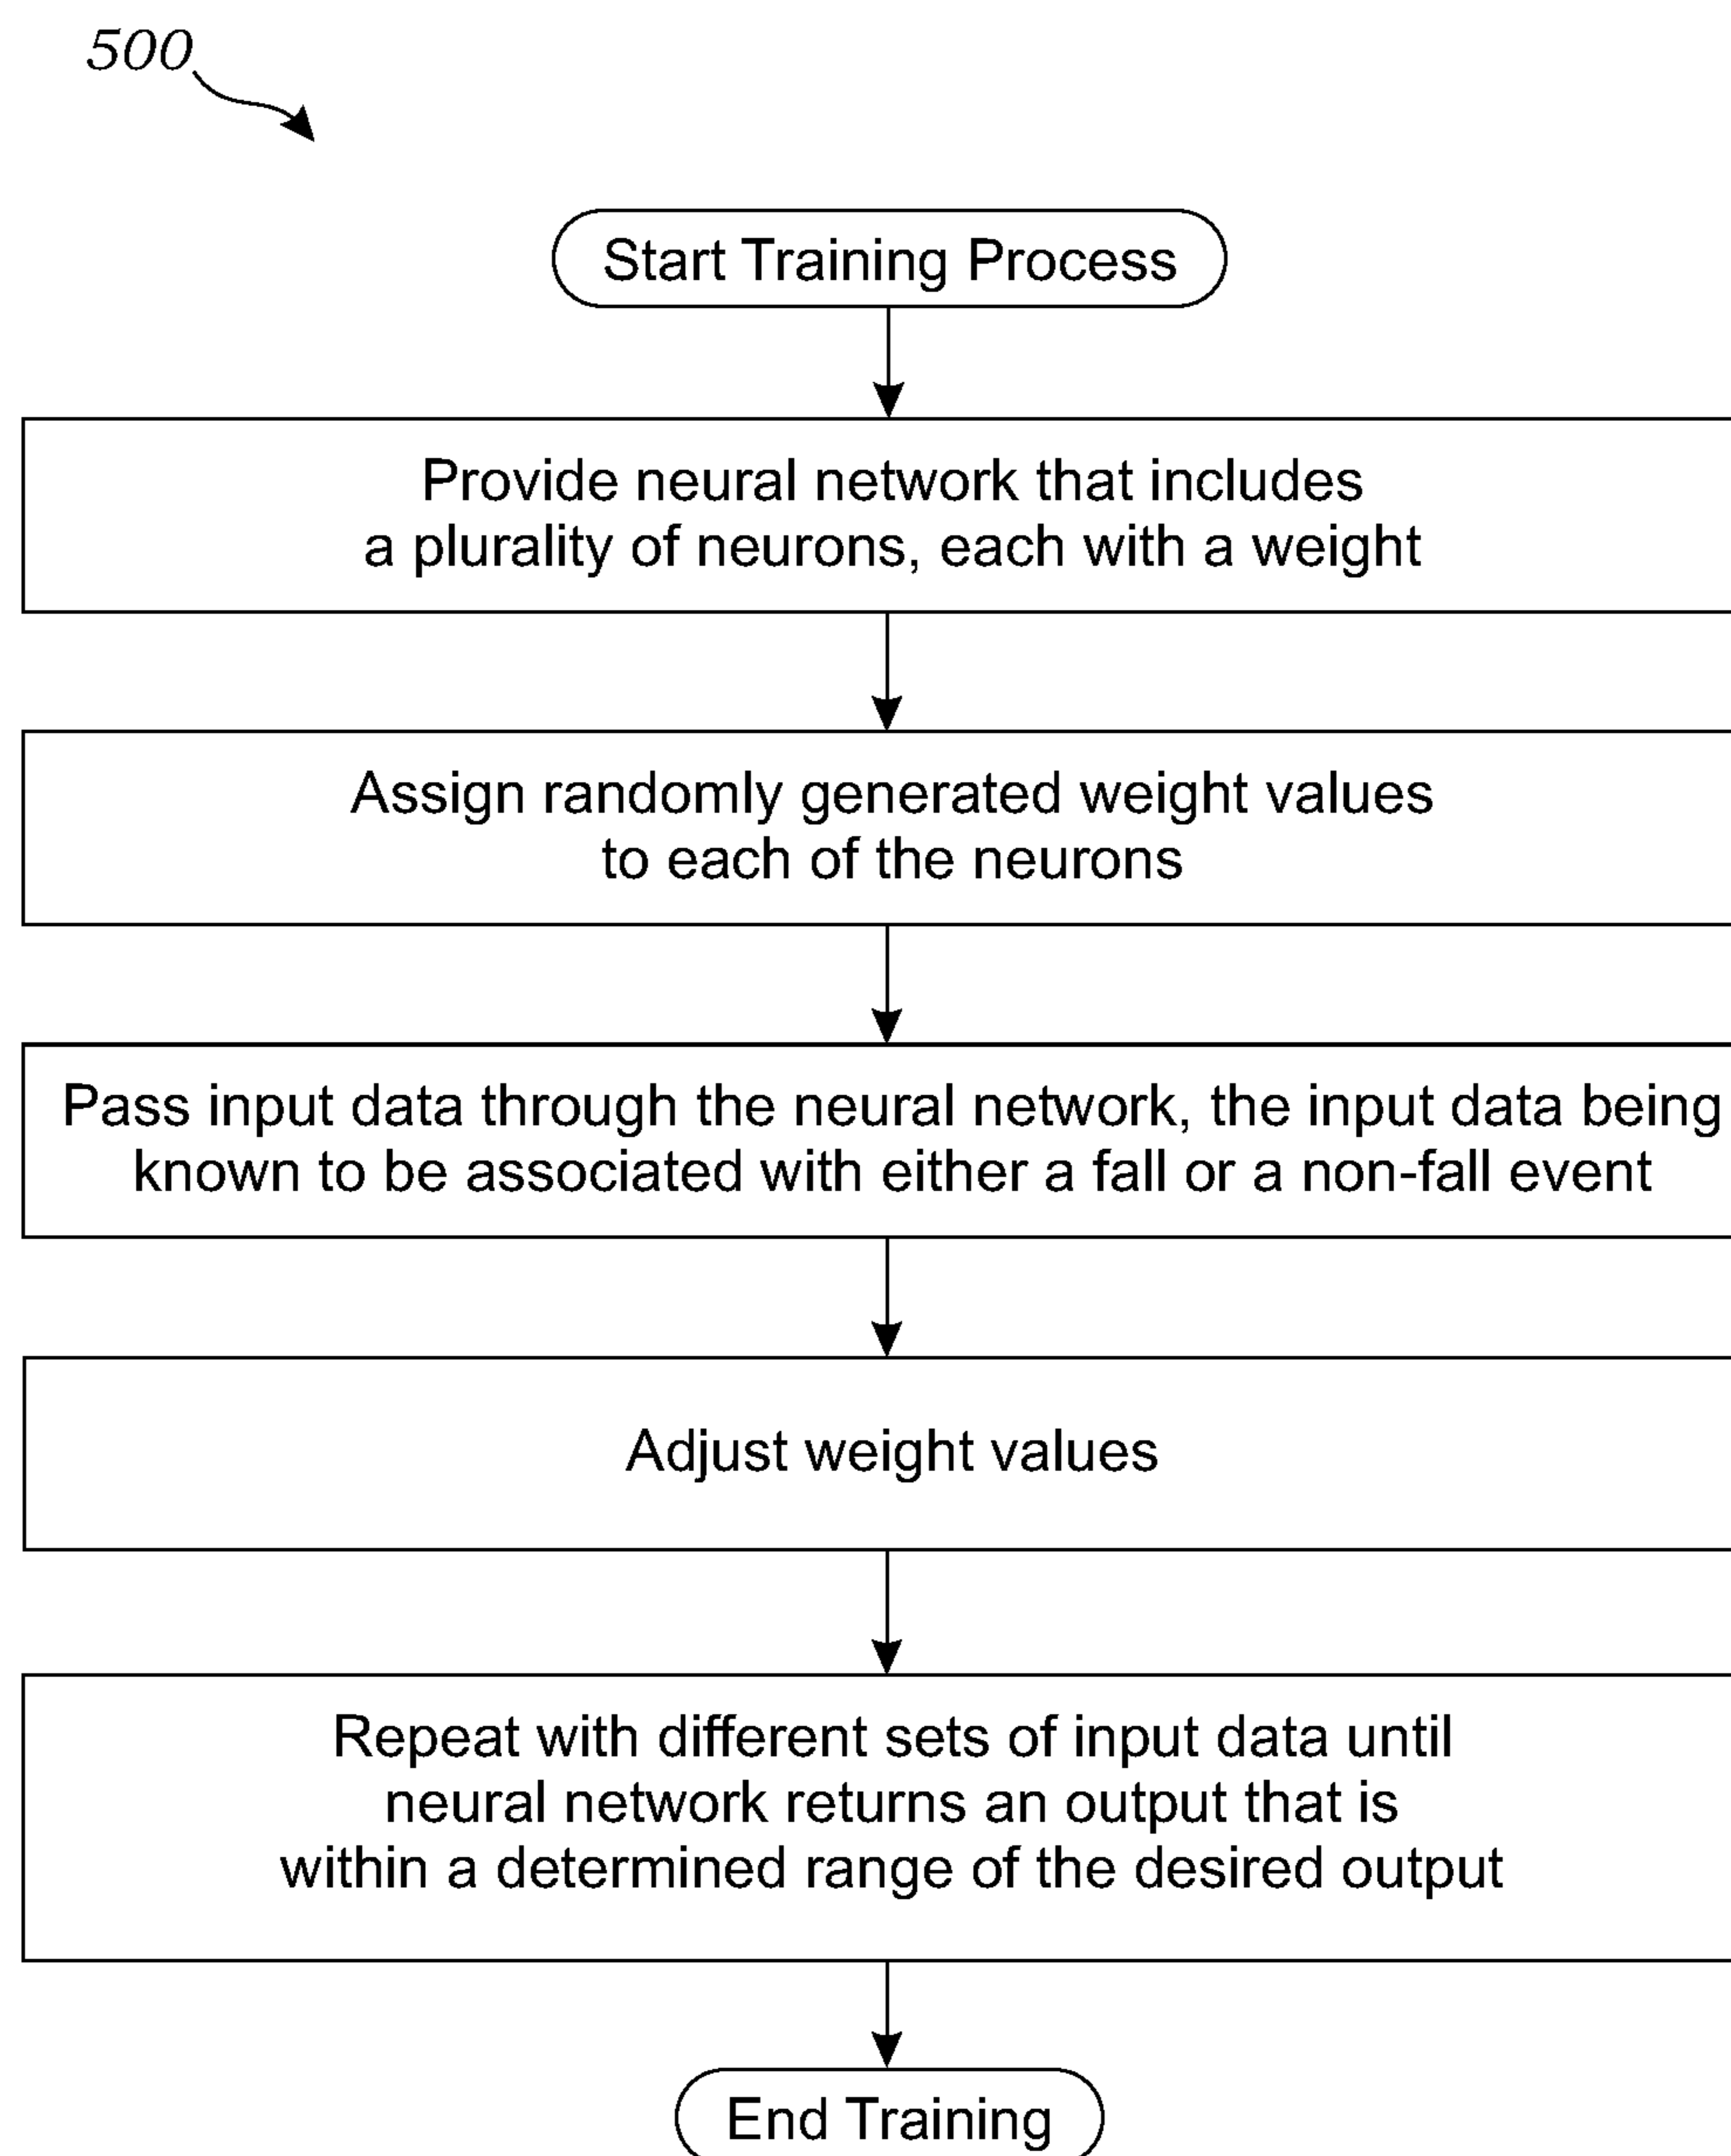 500
Start Training Process
Provide neural network that includes
a plurality of neurons, each with a weight
Assign randomly generated weight values
to each of the neurons
Pass input data through the neural network, the input data being
known to be associated with either a fall or a non-fall event
Adjust weight values
Repeat with different sets of input data until
neural network returns an output that is
within a determined range of the desired output
End Training